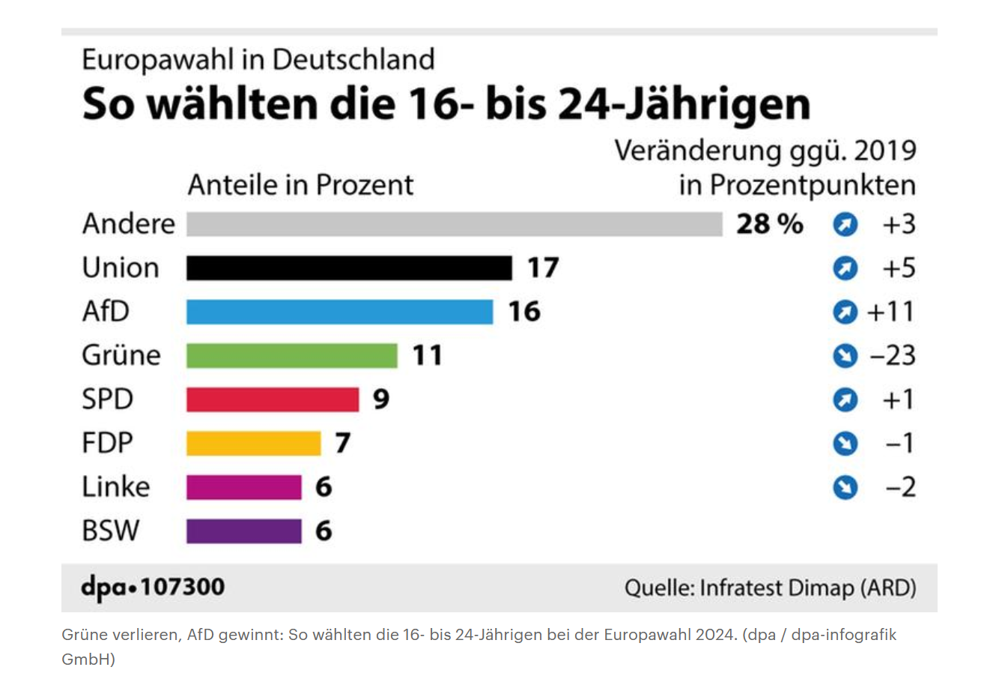 Europawahl in Deutschland
So wählten die 16- bis 24-Jährigen
Veränderung ggü. 2019
Anteile in Prozent in Prozentpunkten
Andere 28 % +3
Union 17 +5
AfD 16 +11
Grüne 11 –23
SPD 9 +1
FDP 7 –1
Linke 6 –2
BSW 6
dpa•107300 Quelle: Infratest Dimap (ARD)
Grüne verlieren, AfD gewinnt: So wählten die 16- bis 24-Jährigen bei der Europawahl 2024. (dpa / dpa-infografik
GmbH)